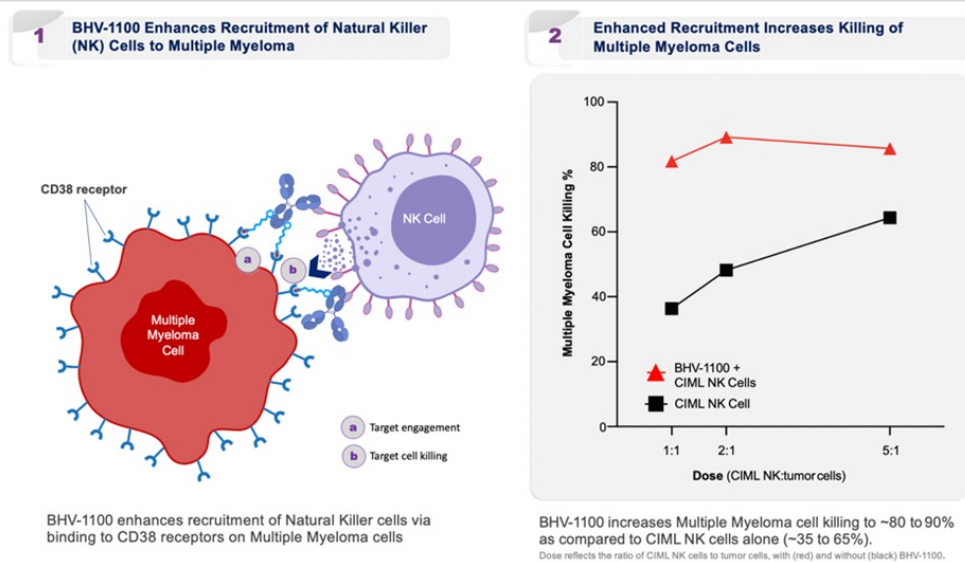 1
BHV-1100 Enhances Recruitment of Natural Killer
(NK) Cells to Multiple Myeloma
CD38 receptor
NK Cell
a
b
Multiple
Myeloma
Cell
a Target engagement
b Target cell killing
BHV-1100 enhances recruitment of Natural Killer cells via
binding to CD38 receptors on Multiple Myeloma cells
2
Enhanced Recruitment Increases Killing of
Multiple Myeloma Cells
Multiple Myeloma Cell Killing %
100
80
60
40
20
0
BHV-1100 +
CIML NK Cells
CIML NK Cell
1:1 2:1 5:1
Dose (CIML NK:tumor cells)
BHV-1100 increases Multiple Myeloma cell killing to ~80 to 90%
as compared to CIML NK cells alone (~35 to 65%).
Dose reflects the ratio of CIML NK cells to tumor cells, with (red) and without (black) BHV-1100.